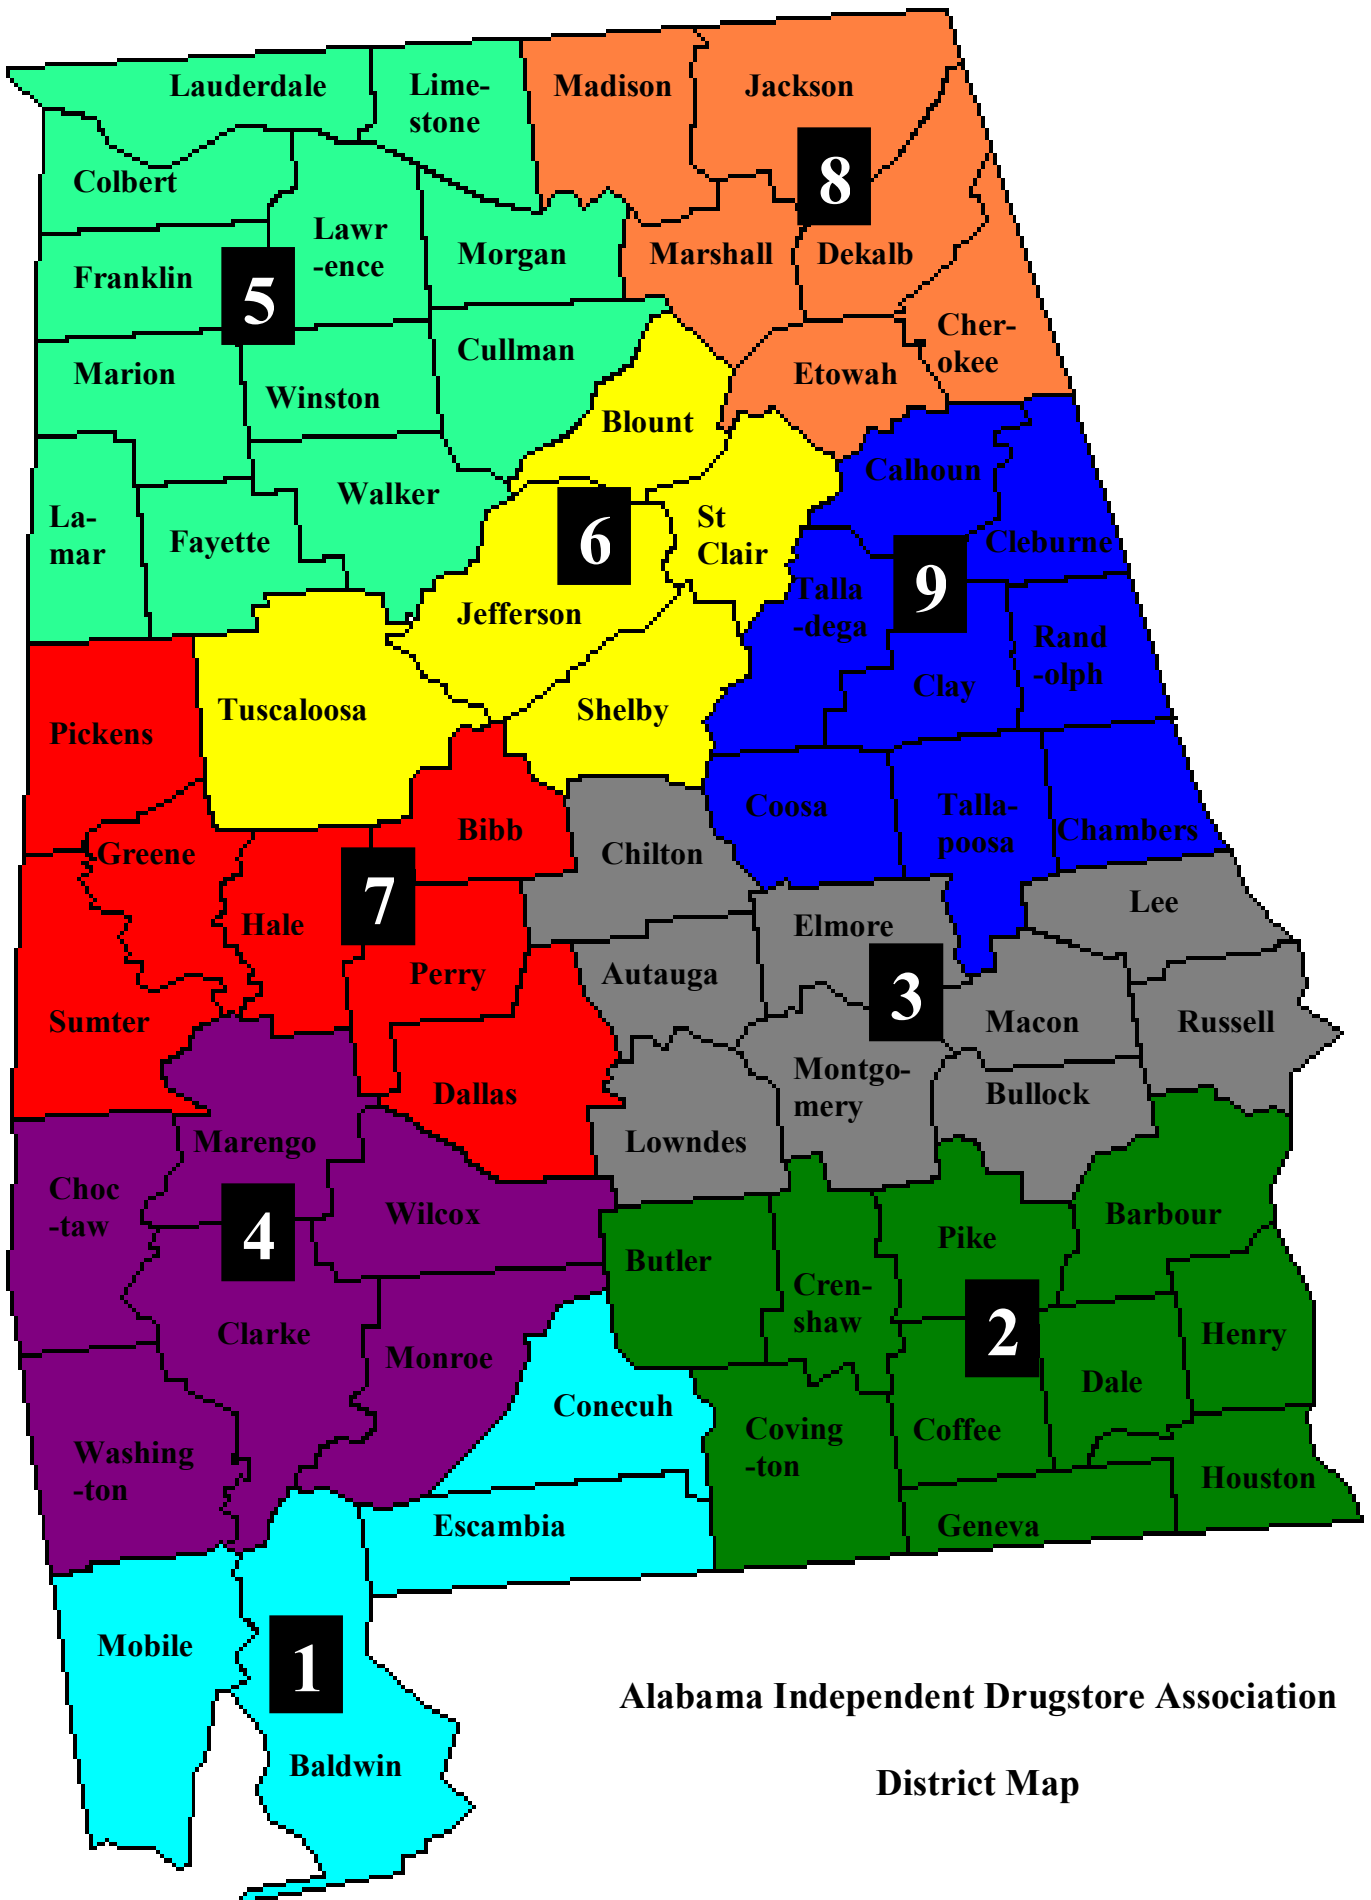 Lauderdale
Lime-
stone
Madison
Jackson
8
Colbert
Lawr
-ence
Morgan
Marshall
Dekalb
Franklin
5
Cher-
okee
Marion
Winston
Cullman
Etowah
Blount
Calhoun
La-
mar
Fayette
Walker
6
St
Clair
Cleburne
9
Talla
-dega
Jefferson
Rand
-olph
Clay
Pickens
Tuscaloosa
Shelby
Coosa
Talla-
poosa
Chambers
Bibb
Greene
Chilton
7
Hale
Elmore
Lee
Perry
Autauga
3
Sumter
Macon
Russell
Dallas
Montgo-
mery
Bullock
Marengo
Lowndes
Choc
-taw
4
Wilcox
Barbour
Butler
Pike
Cren-
shaw
2
Clarke
Monroe
Henry
Dale
Conecuh
Coving
-ton
Coffee
Washing
-ton
Houston
Escambia
Geneva
Mobile
1
Baldwin
Alabama Independent Drugstore Association
District Map